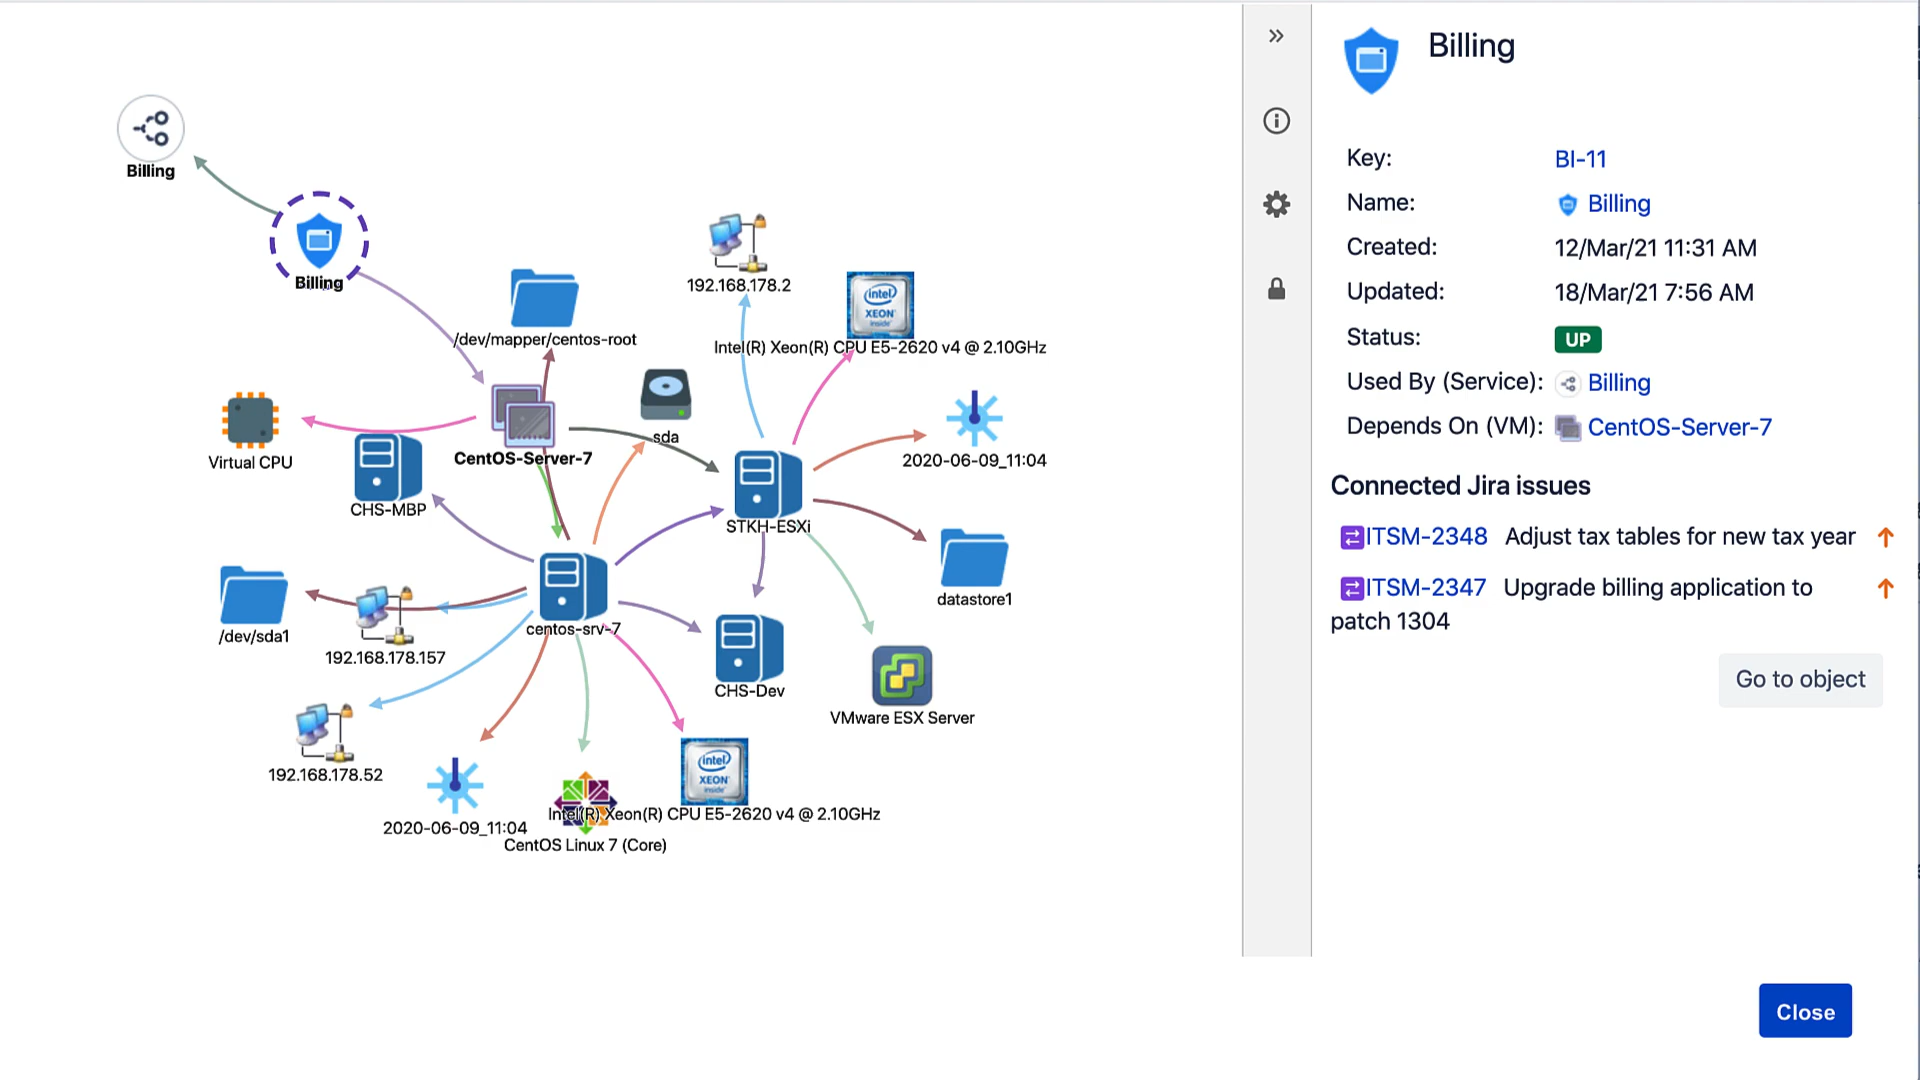 Billing
Billing
192.168.178.2
intel
XEON
inside
/dev/mapper/centos-root
Intel(R) Xeon(R) CPU E5-2620 v4 @ 2.10GHz
sda
CentOS-Server-7
2020-06-09_11:04
Virtual CPU
CHS-MBP
STKH-ESXi
datastore1
/dev/sda1
centos-srv-7
192.168.178.157
CHS-Dev
VMware ESX Server
192.168.178.52
intel
XEON
inside
Intel(R) Xeon(R) CPU E5-2620 v4 @ 2.10GHz
2020-06-09_11:04
CentOS Linux 7 (Core)
Billing
Key: BI-11
Name: Billing
Created: 12/Mar/21 11:31 AM
Updated: 18/Mar/21 7:56 AM
Status: UP
Used By (Service): Billing
Depends On (VM): CentOS-Server-7
Connected Jira issues
ITSM-2348 Adjust tax tables for new tax year
ITSM-2347 Upgrade billing application to
patch 1304
Go to object
Close